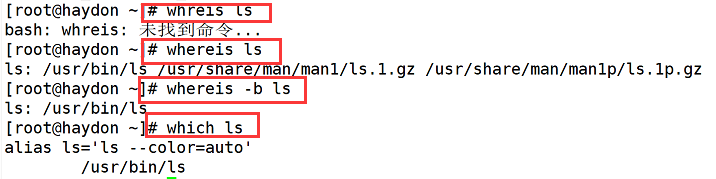 [root@haydon ~]# whreis ls
bash: whreis: 未找到命令...
[root@haydon ~]# whereis ls
ls: /usr/bin/ls /usr/share/man/man1/ls.1.gz /usr/share/man/man1p/ls.1p.gz
[root@haydon ~]# whereis -b ls
ls: /usr/bin/ls
[root@haydon ~]# which ls
alias ls='ls --color=auto'
/usr/bin/ls